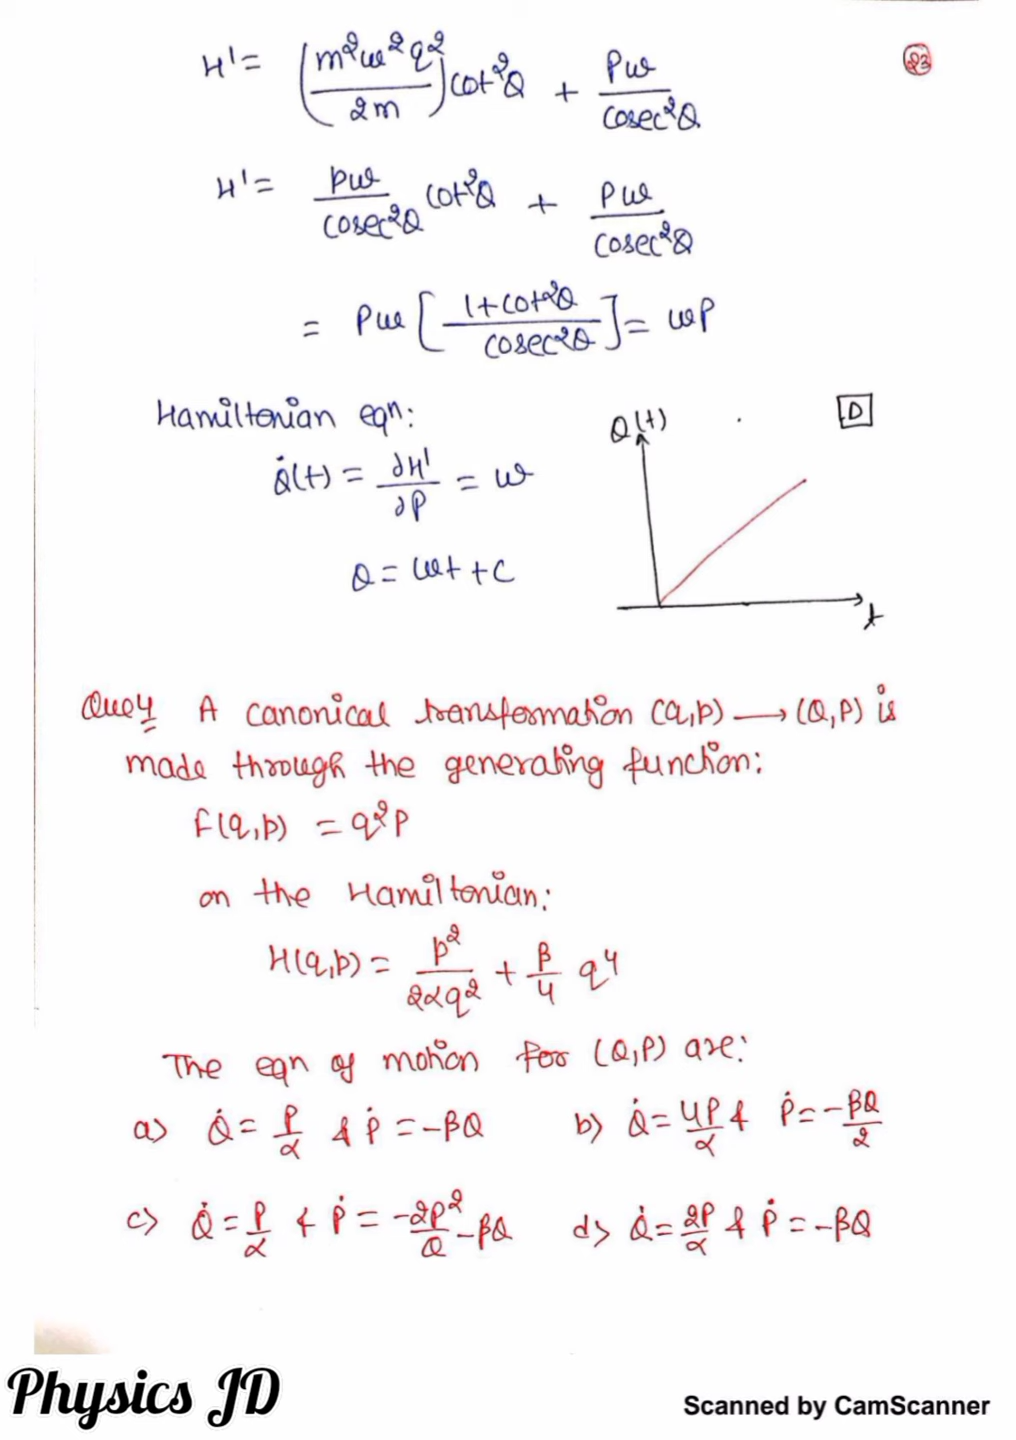 H' = (m²ω²q²/2m) cot²Q + Pω/cosec²Q
23
H' = Pω/cosec²Q cot²Q + Pω/cosec²Q
= Pω [1+cot²Q/cosec²Q] = ωP
Hamiltonian eqn:
Q(t)
D
Q̇(t) = ∂H'/∂P = ω
Q = ωt + C
t
Que4 A canonical transformation (q,p) → (Q,P) is
made through the generating function:
F(q,p) = q²P
on the Hamiltonian:
H(q,p) = p²/2αq² + β/4 q⁴
The eqn of motion for (Q,P) are:
a) Q̇ = P/α & Ṗ = -βQ b) Q̇ = 4P/α & Ṗ = -βQ/2
c) Q̇ = P/α & Ṗ = -2P²/Q - βQ d) Q̇ = 2P/α & Ṗ = -βQ
Physics JD
Scanned by CamScanner